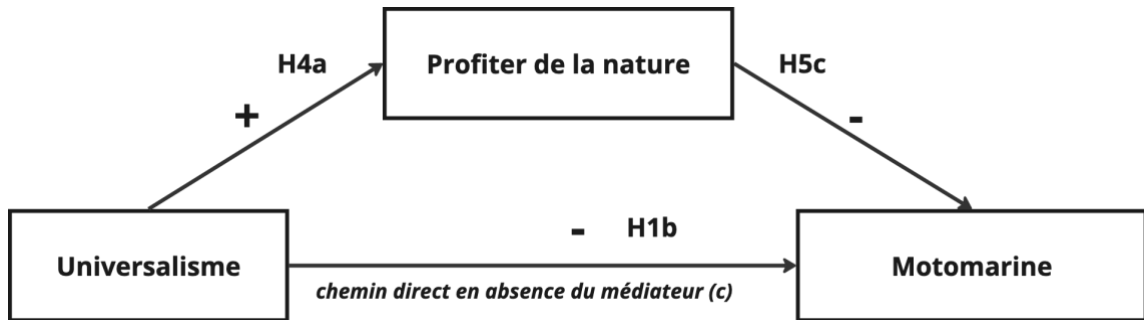 H4a
Profiter de la nature
H5c
+
-
- H1b
Universalisme
Motomarine
chemin direct en absence du médiateur (c)